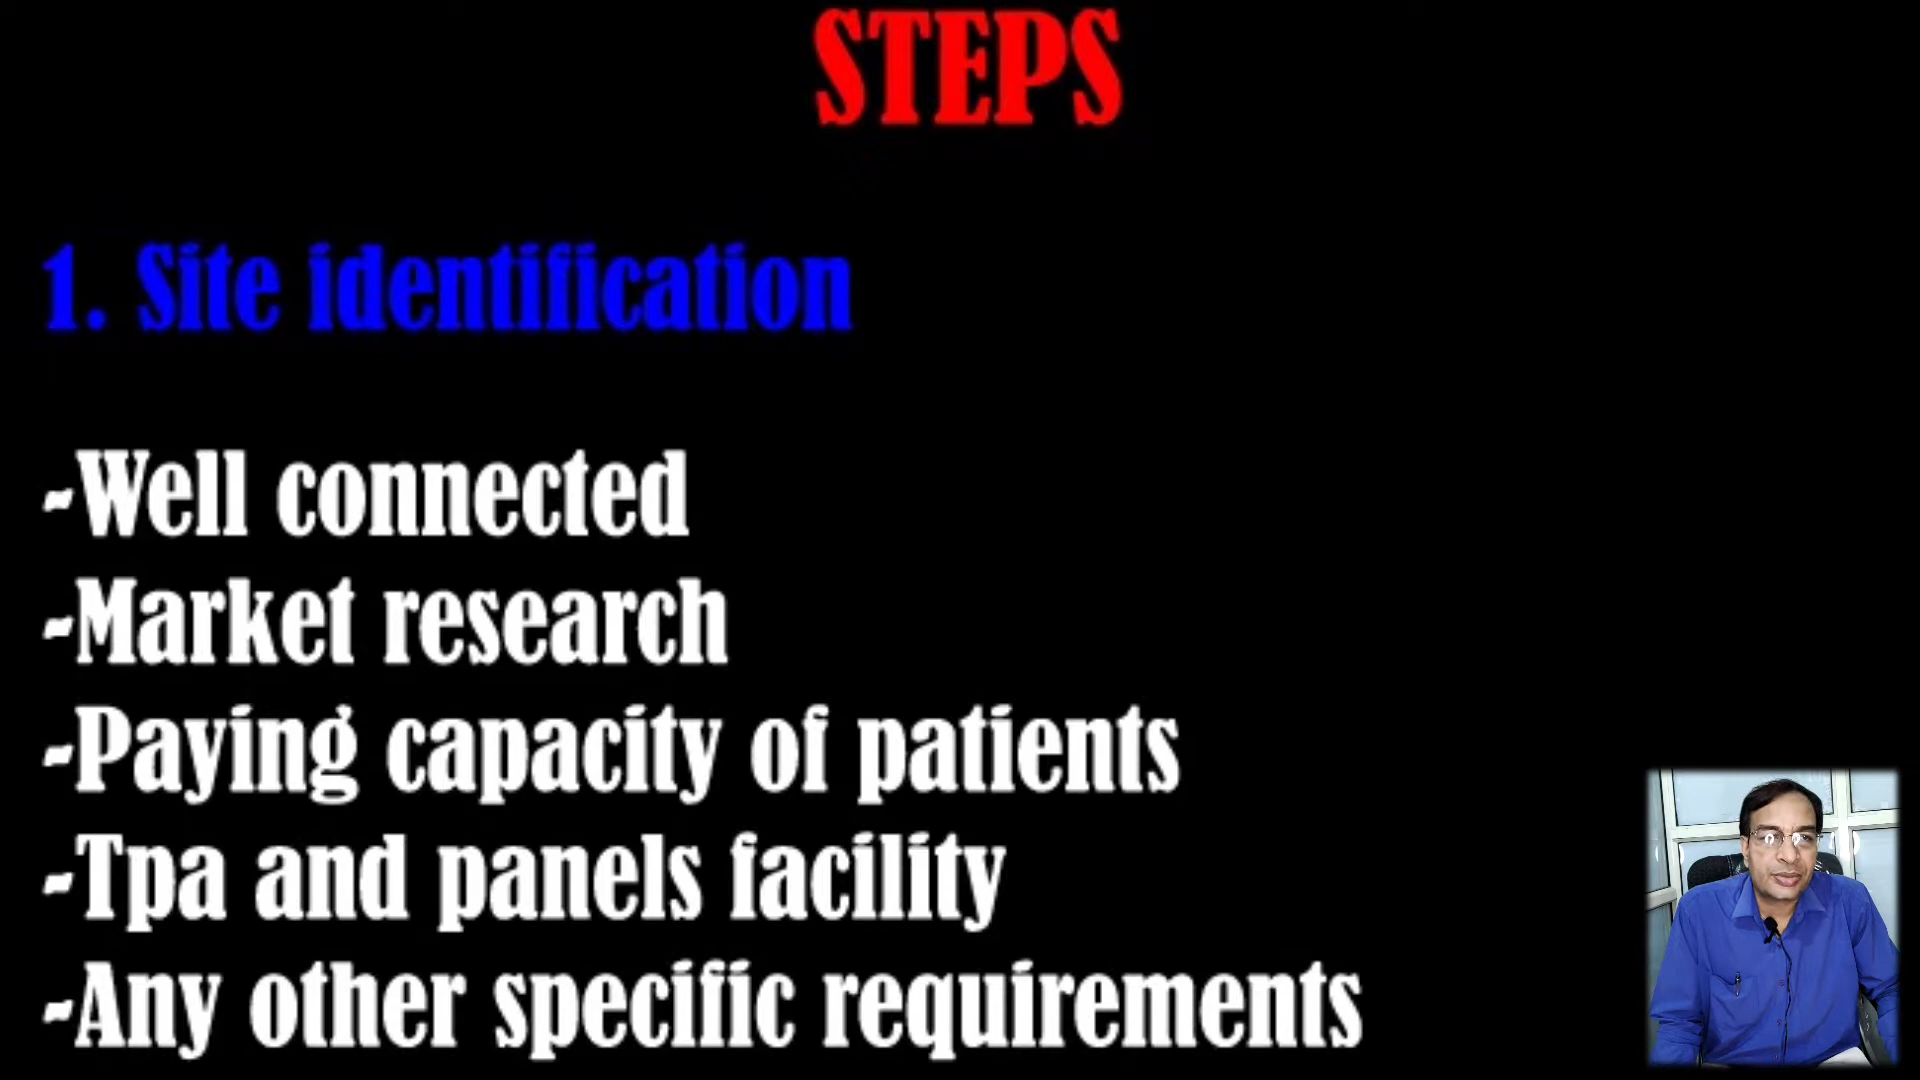 STEPS
1. Site identification
-Well connected
-Market research
-Paying capacity of patients
-Tpa and panels facility
-Any other specific requirements